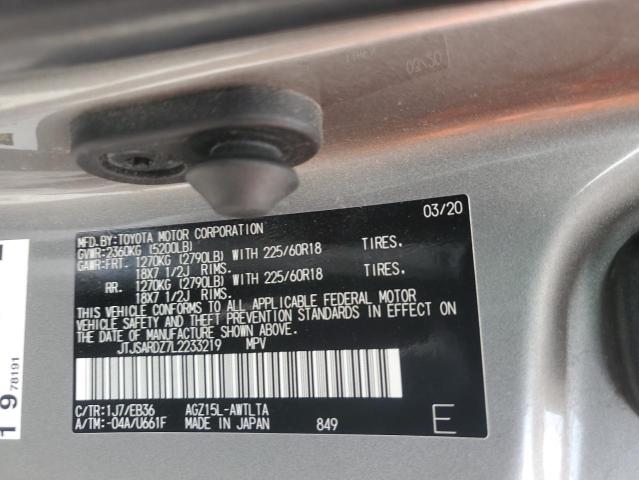 03/20
MFD.BY:TOYOTA MOTOR CORPORATION
GVWR:2360KG (5200LB)
GAWR:FRT. 1270KG (2790LB) WITH 225/60R18 TIRES.
18X7 1/2J RIMS.
RR. 1270KG (2790LB) WITH 225/60R18 TIRES.
18X7 1/2J RIMS.
THIS VEHICLE CONFORMS TO ALL APPLICABLE FEDERAL MOTOR
VEHICLE SAFETY AND THEFT PREVENTION STANDARDS IN EFFECT ON
THE DATE OF MANUFACTURE SHOWN ABOVE.
JTJSARDZ7L2233219 MPV
C/TR:1J7/EB36 AGZ15L-AWTLTA
A/TM:-04A/U661F MADE IN JAPAN 849 E
19 78191